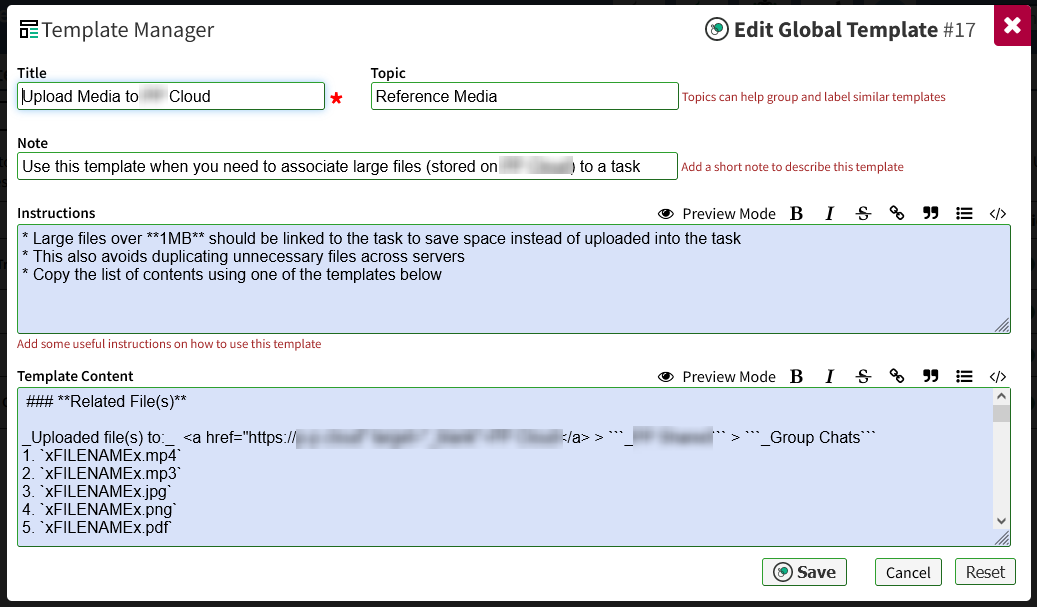 Template Manager
Edit Global Template #17
Title
Topic
Upload Media to Cloud
*
Reference Media
Topics can help group and label similar templates
Note
Use this template when you need to associate large files (stored on ) to a task
Add a short note to describe this template
Instructions
Preview Mode B I S
* Large files over **1MB** should be linked to the task to save space instead of uploaded into the task
* This also avoids duplicating unnecessary files across servers
* Copy the list of contents using one of the templates below
Add some useful instructions on how to use this template
Template Content
Preview Mode B I S
### **Related File(s)**
_Uploaded file(s) to:_ <a href="https:// </a> > ```_ ``` > ```_Group Chats```
1. `xFILENAMEx.mp4`
2. `xFILENAMEx.mp3`
3. `xFILENAMEx.jpg`
4. `xFILENAMEx.png`
5. `xFILENAMEx.pdf`
Save
Cancel
Reset